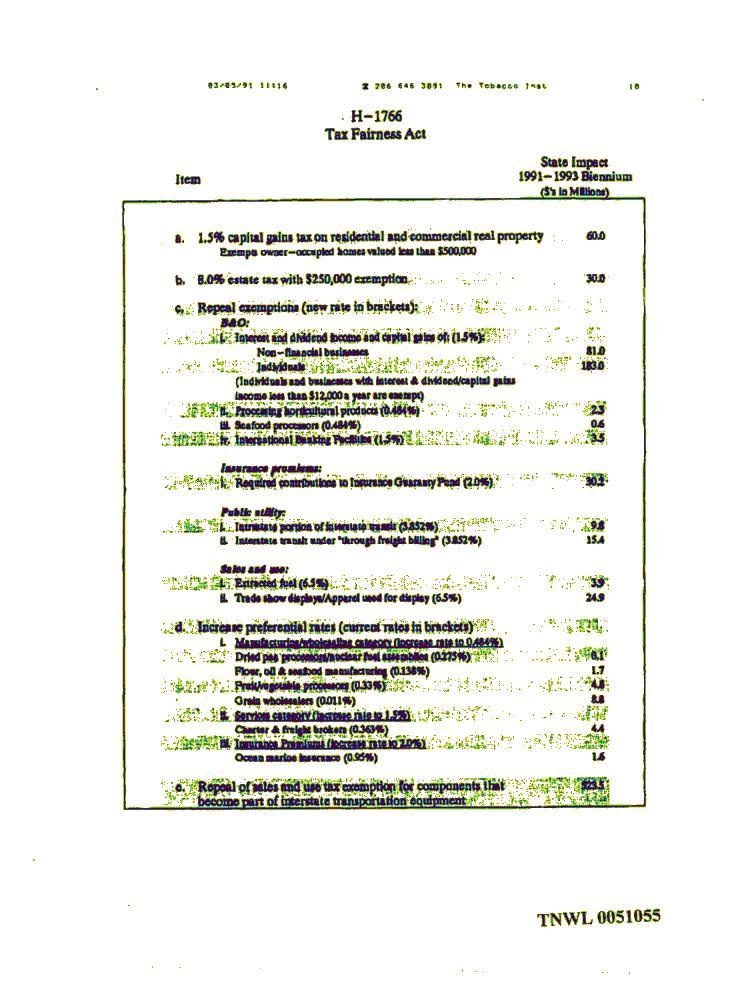 03/05/91 11:16 206 646 3091 The Tobacco Inst 10
H-1766
Tax Fairness Act
State Impact
Item 1991-1993 Biennium
($'s in Millions)
a. 1.5% capital gains tax on residential and commercial real property 60.0
Exempts owner-occupied homes valued less than $500,000
b. 8.0% estate tax with $250,000 exemption 30.0
c. Repeal exemptions (new rate in brackets):
B&O:
i. Interest and dividend income and capital gains of: (1.5%):
Non-financial businesses 81.0
Individuals 183.0
(Individuals and businesses with interest & dividend/capital gains
income less than $12,000 a year are exempt)
ii. Processing horticultural products (0.484%) 2.3
iii. Seafood processors (0.484%) 0.6
iv. International Banking Facilities (1.5%) 3.5
Insurance premiums:
i. Required contributions to Insurance Guaranty Fund (2.0%) 30.2
Public utility:
i. Intrastate portion of interstate transit (3.852%) 9.8
ii. Interstate transit under "through freight billing" (3.852%) 15.4
Sales and use:
i. Extracted fuel (6.5%) 3.9
ii. Trade show displays/Apparel used for display (6.5%) 24.9
d. Increase preferential rates (current rates in brackets)
i. Manufacturing/wholesaling category (increase rate to 0.484%)
Dried pea processors/nuclear fuel assemblies (0.275%) 0.1
Flour, oil & seafood manufacturing (0.138%) 1.7
Fruit/vegetable processors (0.33%) 4.8
Grain wholesalers (0.011%) 8.8
ii. Services category (increase rate to 1.5%)
Charter & freight brokers (0.363%) 4.4
iii. Insurance Premiums (increase rate to 2.0%)
Ocean marine insurance (0.95%) 1.6
e. Repeal of sales and use tax exemption for components that
become part of interstate transportation equipment
TNWL 0051055